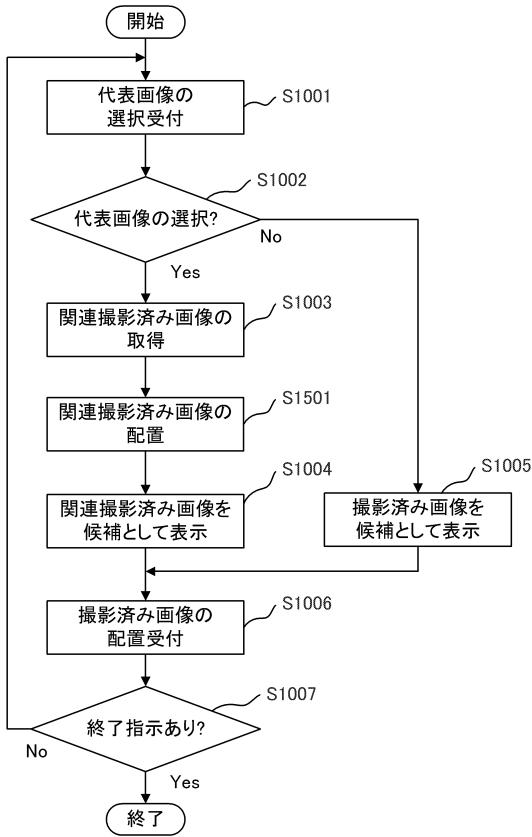 開始
代表画像の
選択受付
S1001
S1002
代表画像の選択?
No
Yes
関連撮影済み画像の
取得
S1003
関連撮影済み画像の
配置
S1501
関連撮影済み画像を
候補として表示
S1004
撮影済み画像を
候補として表示
S1005
撮影済み画像の
配置受付
S1006
S1007
終了指示あり?
No
Yes
終了